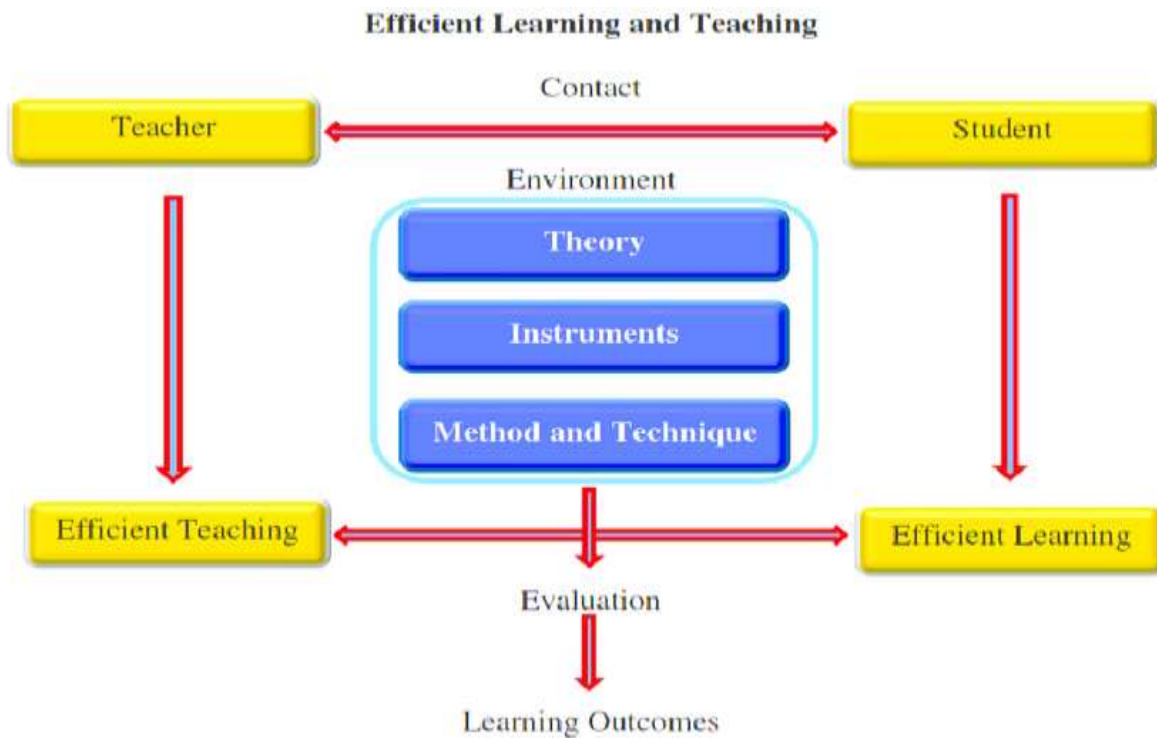 Efficient Learning and Teaching
Contact
Teacher
Student
Environment
Theory
Instruments
Method and Technique
Efficient Teaching
Efficient Learning
Evaluation
Learning Outcomes